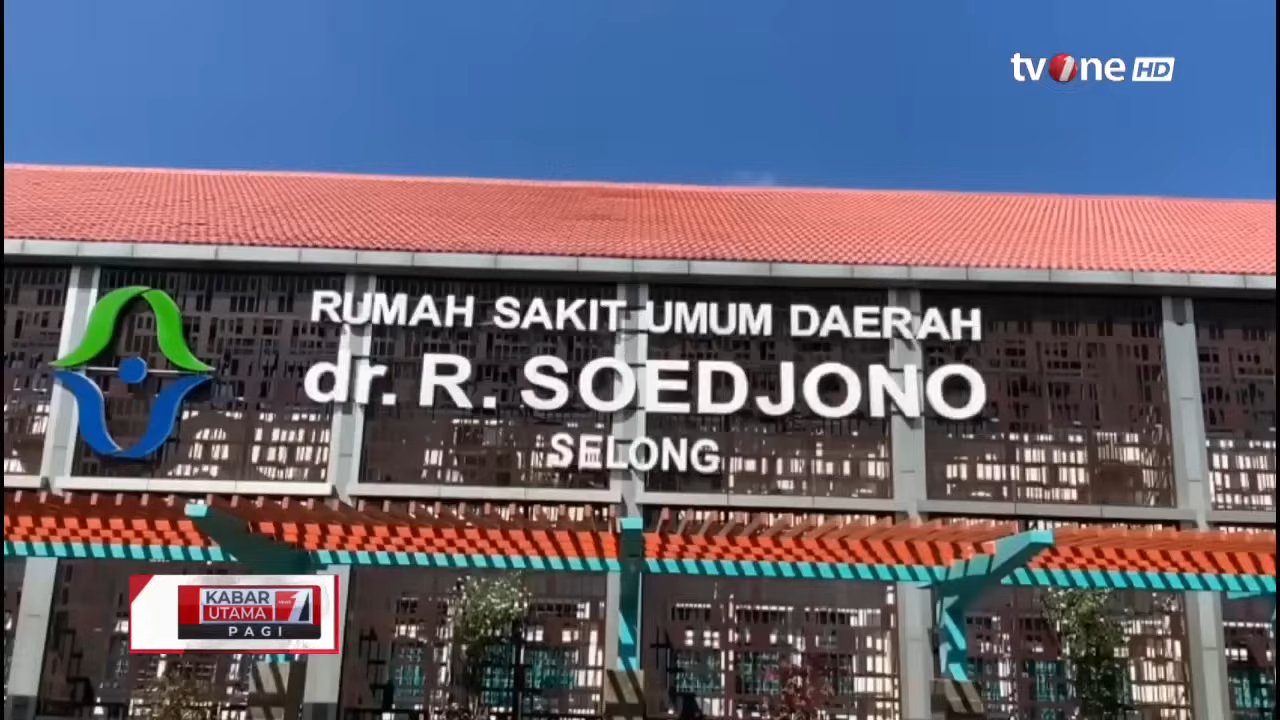 tvOne HD
RUMAH SAKIT UMUM DAERAH
dr. R. SOEDJONO
SELONG
KABAR
UTAMA
PAGI